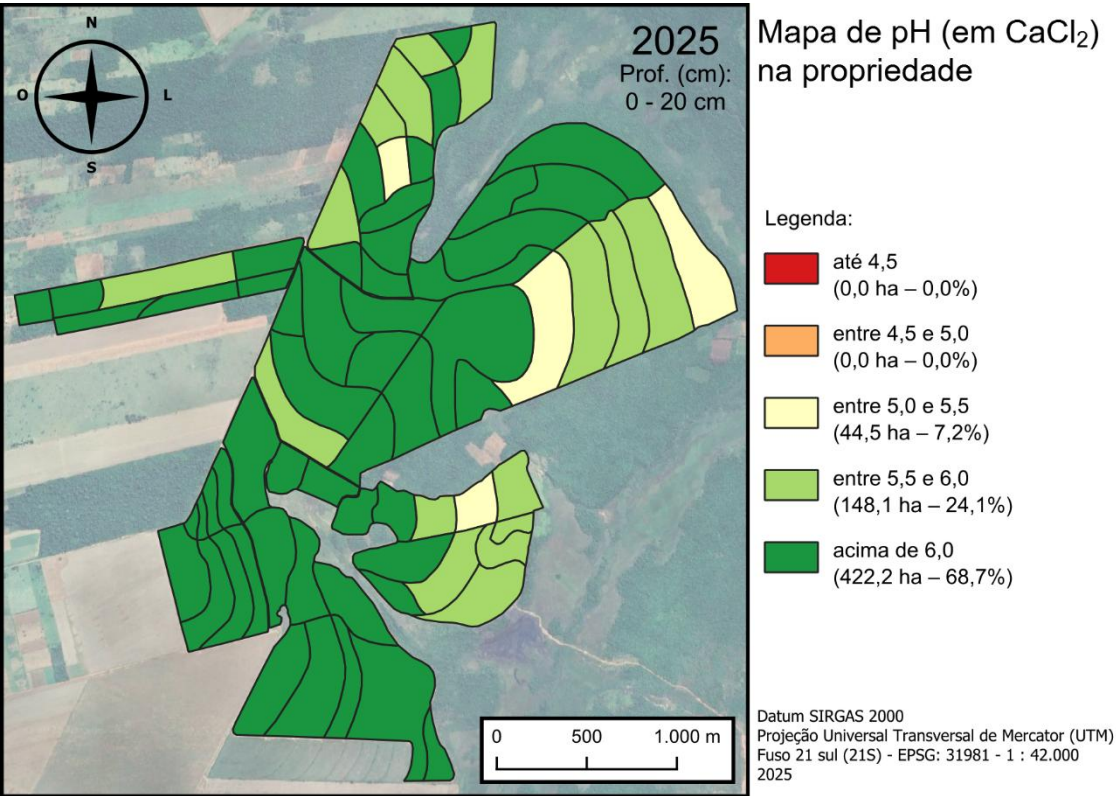 Mapa de pH (em CaCl₂)
na propriedade
2025
Prof. (cm):
0 - 20 cm
N
O
L
S
Legenda:
até 4,5
(0,0 ha – 0,0%)
entre 4,5 e 5,0
(0,0 ha – 0,0%)
entre 5,0 e 5,5
(44,5 ha – 7,2%)
entre 5,5 e 6,0
(148,1 ha – 24,1%)
acima de 6,0
(422,2 ha – 68,7%)
0 500 1.000 m
Datum SIRGAS 2000
Projeção Universal Transversal de Mercator (UTM)
Fuso 21 sul (21S) - EPSG: 31981 - 1 : 42.000
2025